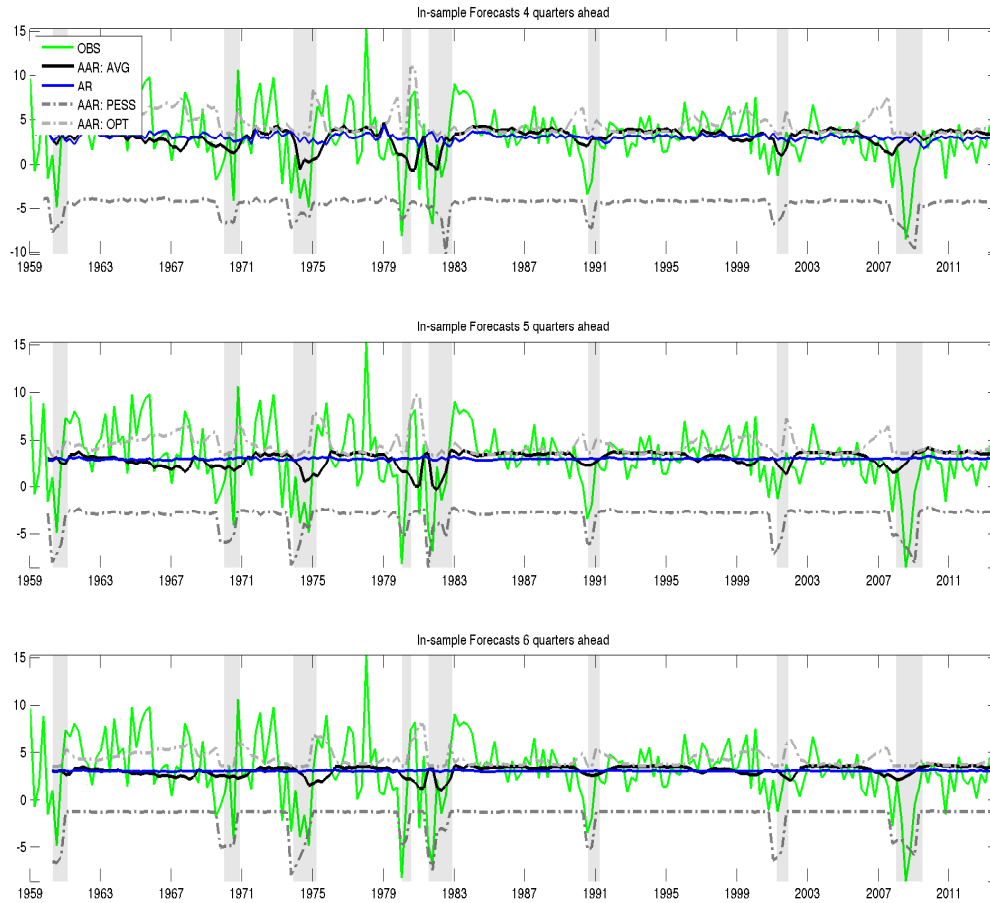 In-sample Forecasts 4 quarters ahead
15
10
5
0
-5
-10
OBS
AAR: AVG
AR
AAR: PESS
AAR: OPT
1959 1963 1967 1971 1975 1979 1983 1987 1991 1995 1999 2003 2007 2011
In-sample Forecasts 5 quarters ahead
15
10
5
0
-5
1959 1963 1967 1971 1975 1979 1983 1987 1991 1995 1999 2003 2007 2011
In-sample Forecasts 6 quarters ahead
15
10
5
0
-5
1959 1963 1967 1971 1975 1979 1983 1987 1991 1995 1999 2003 2007 2011